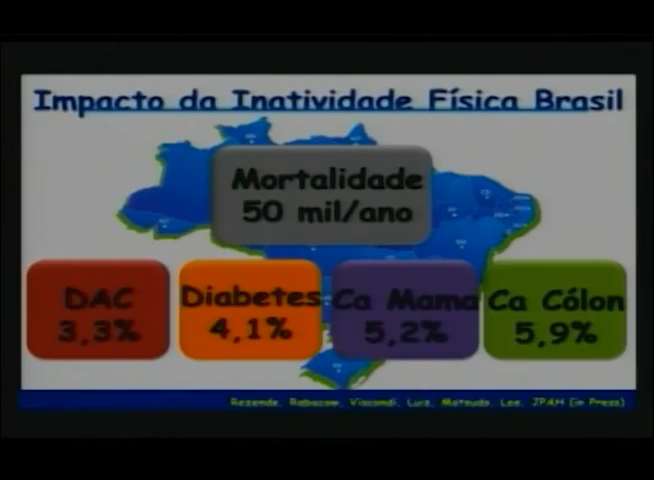 Impacto da Inatividade Física Brasil
Mortalidade
50 mil/ano
DAC
3,3%
Diabetes
4,1%
Ca Mama
5,2%
Ca Cólon
5,9%
Rezende, Rabacow, Viscondi, Luiz, Matsudo, Lee, JPAH (in Press)